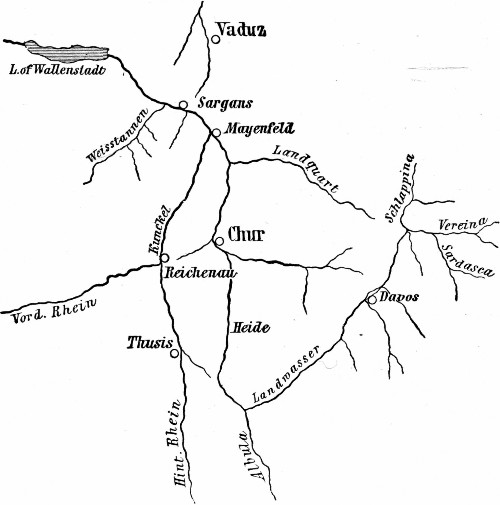 Vaduz
L. of Wallenstadt
Sargans
Mayenfeld
Weisstannen
Landquart
Schlappina
Vereina
Sardasca
Kunckel
Chur
Reichenau
Vord. Rhein
Davos
Heide
Thusis
Landwasser
Hint. Rhein
Albula